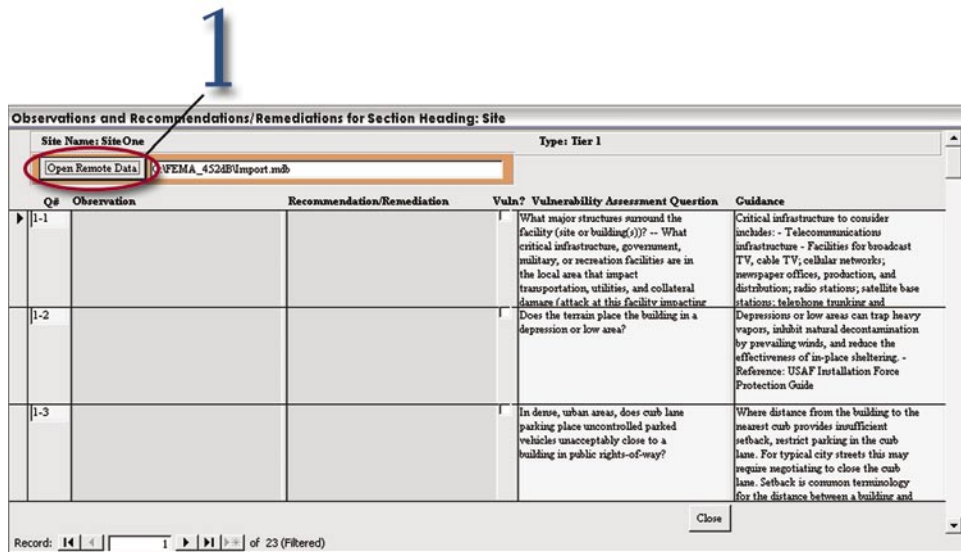 1
Observations and Recommendations/Remediations for Section Heading: Site
Site Name: SiteOne
Type: Tier 1
Open Remote Data
\FEMA_452dB\Import.mdb
Q# Observation Recommendation/Remediation Vuln? Vulnerability Assessment Question Guidance
1-1
What major structures surround the
facility (site or building(s))? -- What
critical infrastructure, government,
military, or recreation facilities are in
the local area that impact
transportation, utilities, and collateral
damage (attack at this facility impacting
Critical infrastructure to consider
includes: - Telecommunications
infrastructure - Facilities for broadcast
TV, cable TV; cellular networks;
newspaper offices, production, and
distribution; radio stations; satellite base
stations; telephone trunking and
1-2
Does the terrain place the building in a
depression or low area?
Depressions or low areas can trap heavy
vapors, inhibit natural decontamination
by prevailing winds, and reduce the
effectiveness of in-place sheltering. -
Reference: USAF Installation Force
Protection Guide
1-3
In dense, urban areas, does curb lane
parking place uncontrolled parked
vehicles unacceptably close to a
building in public rights-of-way?
Where distance from the building to the
nearest curb provides insufficient
setback, restrict parking in the curb
lane. For typical city streets this may
require negotiating to close the curb
lane. Setback is common terminology
for the distance between a building and
Close
Record: 1 of 23 (Filtered)